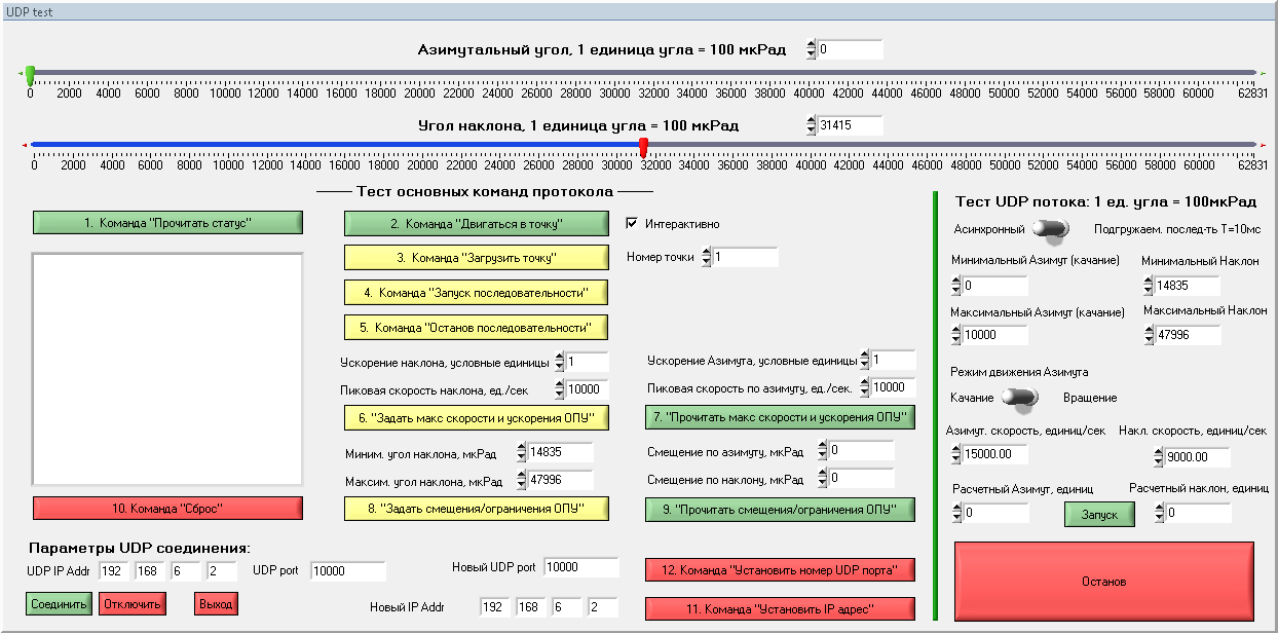 UDP test
Азимутальный угол, 1 единица угла = 100 мкРад 0
0 2000 4000 6000 8000 10000 12000 14000 16000 18000 20000 22000 24000 26000 28000 30000 32000 34000 36000 38000 40000 42000 44000 46000 48000 50000 52000 54000 56000 58000 60000 62831
Угол наклона, 1 единица угла = 100 мкРад 31415
0 2000 4000 6000 8000 10000 12000 14000 16000 18000 20000 22000 24000 26000 28000 30000 32000 34000 36000 38000 40000 42000 44000 46000 48000 50000 52000 54000 56000 58000 60000 62831
Тест основных команд протокола
1. Команда "Прочитать статус"
10. Команда "Сброс"
2. Команда "Двигаться в точку" Интерактивно
3. Команда "Загрузить точку" Номер точки 1
4. Команда "Запуск последовательности"
5. Команда "Останов последовательности"
Ускорение наклона, условные единицы 1
Пиковая скорость наклона, ед./сек 10000
6. "Задать макс скорости и ускорения ОПУ"
Миним. угол наклона, мкРад 14835
Максим. угол наклона, мкРад 47996
8. "Задать смещения/ограничения ОПУ"
Ускорение Азимута, условные единицы 1
Пиковая скорость по азимуту, ед./сек. 10000
7. "Прочитать макс скорости и ускорения ОПУ"
Смещение по азимуту, мкРад 0
Смещение по наклону, мкРад 0
9. "Прочитать смещения/ограничения ОПУ"
Параметры UDP соединения:
UDP IP Addr 192 168 6 2 UDP port 10000
Соединить Отключить Выход
Новый UDP port 10000 12. Команда "Установить номер UDP порта"
Новый IP Addr 192 168 6 2 11. Команда "Установить IP адрес"
Тест UDP потока: 1 ед. угла = 100мкРад
Асинхронный Подгружаем. послед-ть T=10мс
Минимальный Азимут (качание) Минимальный Наклон
0 14835
Максимальный Азимут (качание) Максимальный Наклон
10000 47996
Режим движения Азимута
Качание Вращение
Азимут. скорость, единиц/сек Накл. скорость, единиц/сек
15000.00 9000.00
Расчетный Азимут, единиц Расчетный наклон, единиц
0 Запуск 0
Останов